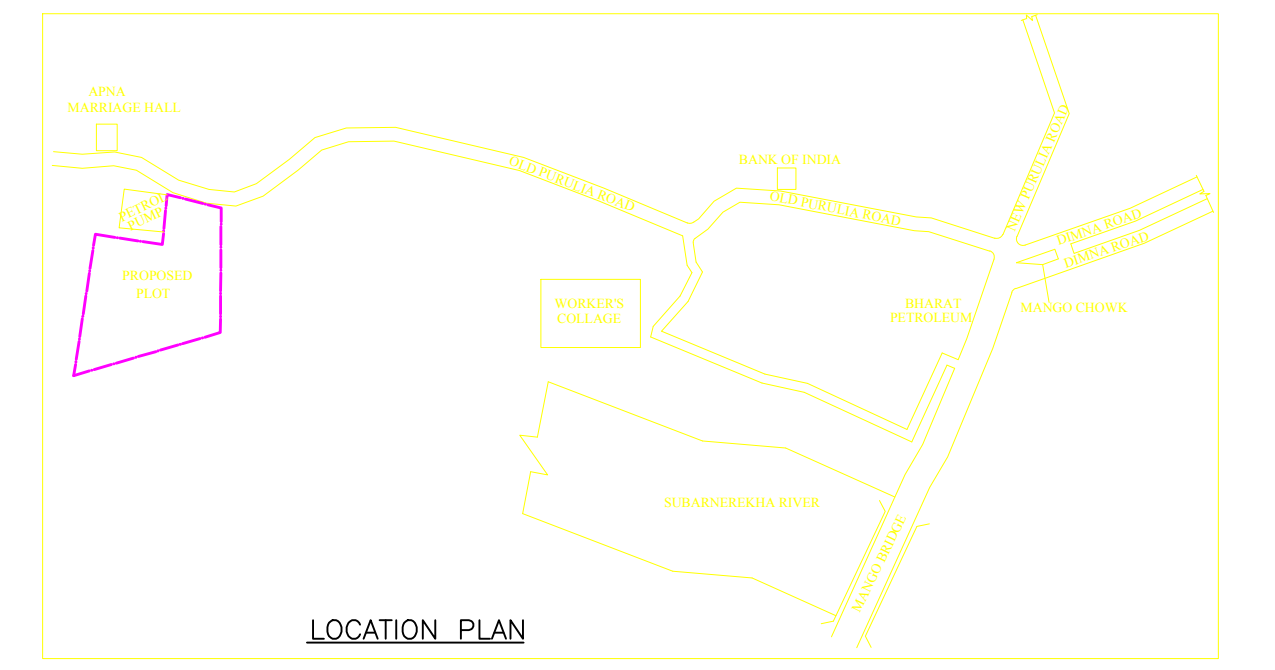 APNA
MARRIAGE HALL
PETROL
PUMP
PROPOSED
PLOT
OLD PURULIA ROAD
BANK OF INDIA
OLD PURULIA ROAD
NEW PURULIA ROAD
DIMNA ROAD
DIMNA ROAD
MANGO CHOWK
BHARAT
PETROLEUM
WORKER'S
COLLAGE
SUBARNEREKHA RIVER
MANGO BRIDGE
LOCATION PLAN